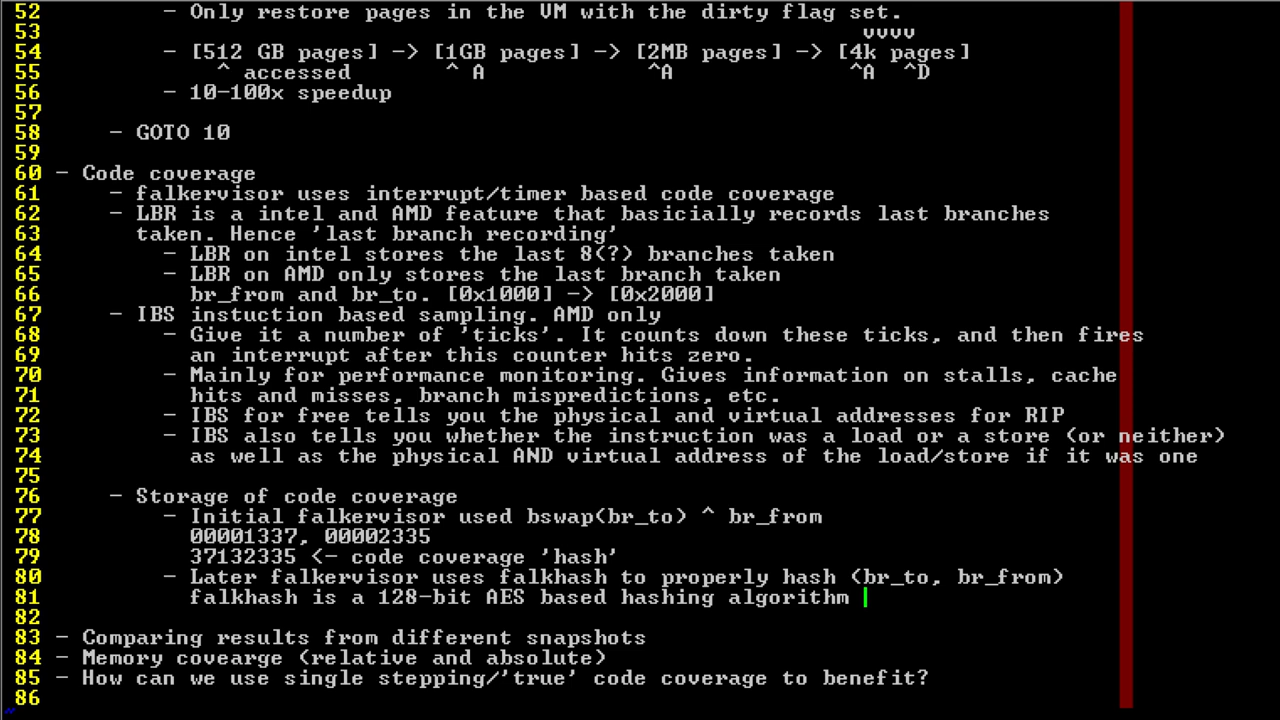 52 - Only restore pages in the VM with the dirty flag set.
53 vvvv
54 - [512 GB pages] -> [1GB pages] -> [2MB pages] -> [4k pages]
55 ^ accessed ^ A ^A ^A ^D
56 - 10-100x speedup
57
58 - GOTO 10
59
60 - Code coverage
61 - falkervisor uses interrupt/timer based code coverage
62 - LBR is a intel and AMD feature that basicially records last branches
63 taken. Hence 'last branch recording'
64 - LBR on intel stores the last 8(?) branches taken
65 - LBR on AMD only stores the last branch taken
66 br_from and br_to. [0x1000] -> [0x2000]
67 - IBS instuction based sampling. AMD only
68 - Give it a number of 'ticks'. It counts down these ticks, and then fires
69 an interrupt after this counter hits zero.
70 - Mainly for performance monitoring. Gives information on stalls, cache
71 hits and misses, branch mispredictions, etc.
72 - IBS for free tells you the physical and virtual addresses for RIP
73 - IBS also tells you whether the instruction was a load or a store (or neither)
74 as well as the physical AND virtual address of the load/store if it was one
75
76 - Storage of code coverage
77 - Initial falkervisor used bswap(br_to) ^ br_from
78 00001337, 00002335
79 37132335 <- code coverage 'hash'
80 - Later falkervisor uses falkhash to properly hash (br_to, br_from)
81 falkhash is a 128-bit AES based hashing algorithm
82
83 - Comparing results from different snapshots
84 - Memory covearge (relative and absolute)
85 - How can we use single stepping/'true' code coverage to benefit?
86
~